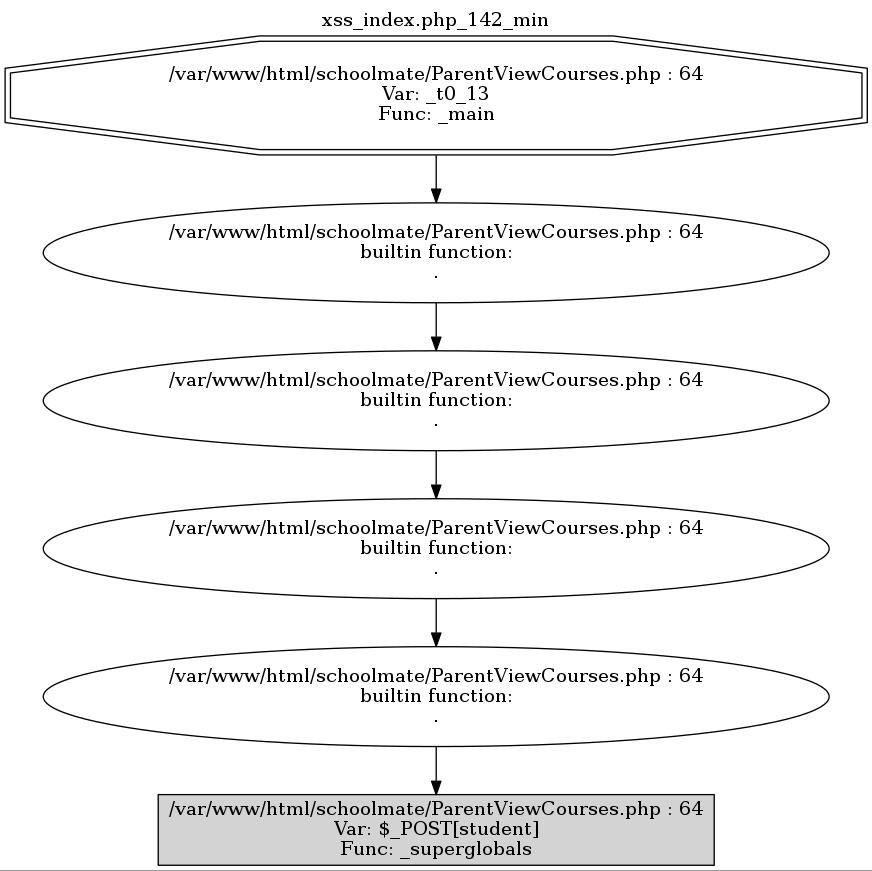 xss_index.php_142_min
/var/www/html/schoolmate/ParentViewCourses.php : 64
Var: _t0_13
Func: _main
/var/www/html/schoolmate/ParentViewCourses.php : 64
builtin function:
.
/var/www/html/schoolmate/ParentViewCourses.php : 64
builtin function:
.
/var/www/html/schoolmate/ParentViewCourses.php : 64
builtin function:
.
/var/www/html/schoolmate/ParentViewCourses.php : 64
builtin function:
.
/var/www/html/schoolmate/ParentViewCourses.php : 64
Var: $_POST[student]
Func: _superglobals